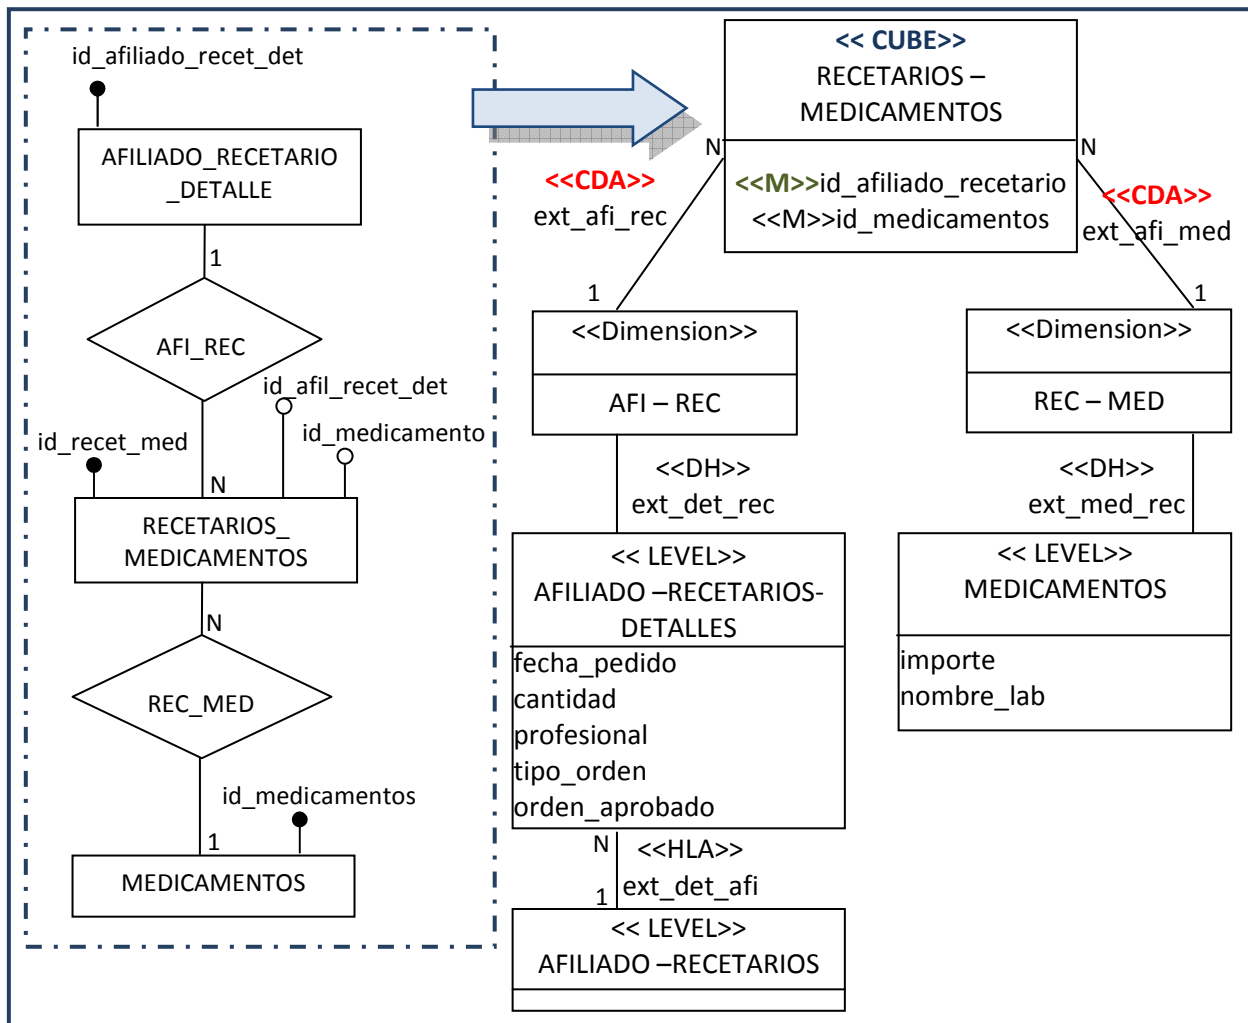 id_afiliado_recet_det
AFILIADO_RECETARIO
_DETALLE
1
AFI_REC
id_afil_recet_det
id_medicamento
id_recet_med
N
RECETARIOS_
MEDICAMENTOS
N
REC_MED
id_medicamentos
1
MEDICAMENTOS
<< CUBE>>
RECETARIOS –
MEDICAMENTOS
N
N
<<M>>id_afiliado_recetario
<<M>>id_medicamentos
<<CDA>>
ext_afi_rec
<<CDA>>
ext_afi_med
1
1
<<Dimension>>
AFI – REC
<<Dimension>>
REC – MED
<<DH>>
ext_det_rec
<<DH>>
ext_med_rec
<< LEVEL>>
AFILIADO –RECETARIOS-
DETALLES
fecha_pedido
cantidad
profesional
tipo_orden
orden_aprobado
<< LEVEL>>
MEDICAMENTOS
importe
nombre_lab
N
<<HLA>>
ext_det_afi
1
<< LEVEL>>
AFILIADO –RECETARIOS